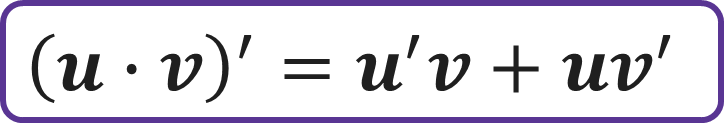 (u · v)′ = u′v + uv′